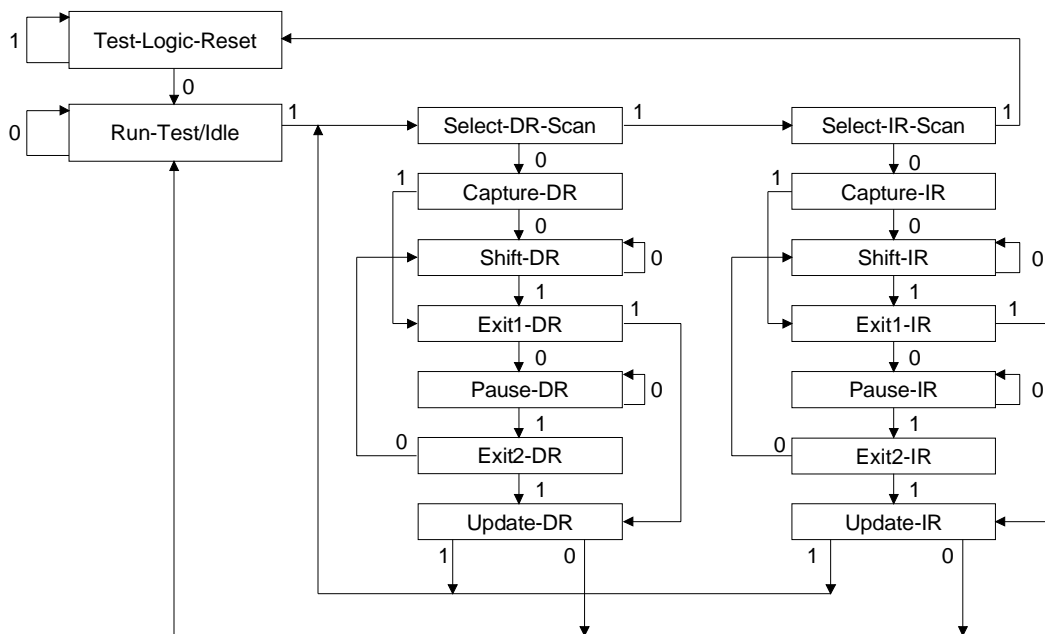 Test-Logic-Reset
1
0
Run-Test/Idle
0
1
Select-DR-Scan
1
Select-IR-Scan
1
0
0
1
Capture-DR
1
Capture-IR
0
0
Shift-DR
0
Shift-IR
0
1
1
Exit1-DR
1
Exit1-IR
1
0
0
Pause-DR
0
Pause-IR
0
1
1
0
Exit2-DR
0
Exit2-IR
1
1
Update-DR
Update-IR
1
0
1
0